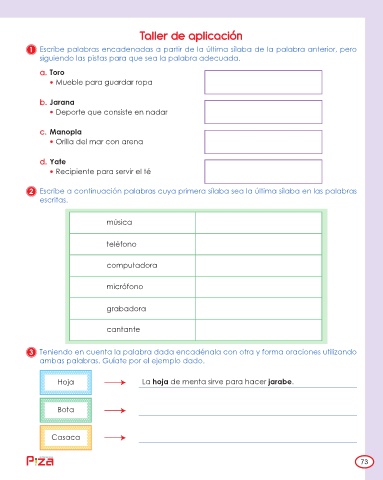 Taller de aplicación
1 Escribe palabras encadenadas a partir de la última sílaba de la palabra anterior, pero
siguiendo las pistas para que sea la palabra adecuada.
a. Toro
• Mueble para guardar ropa
b. Jarana
• Deporte que consiste en nadar
c. Manopla
• Orilla del mar con arena
d. Yate
• Recipiente para servir el té
2 Escribe a continuación palabras cuya primera sílaba sea la última sílaba en las palabras
escritas.
música
teléfono
computadora
micrófono
grabadora
cantante
3 Teniendo en cuenta la palabra dada encadénala con otra y forma oraciones utilizando
ambas palabras. Guíate por el ejemplo dado.
Hoja La hoja de menta sirve para hacer jarabe.
Bota
Casaca
Piza
73